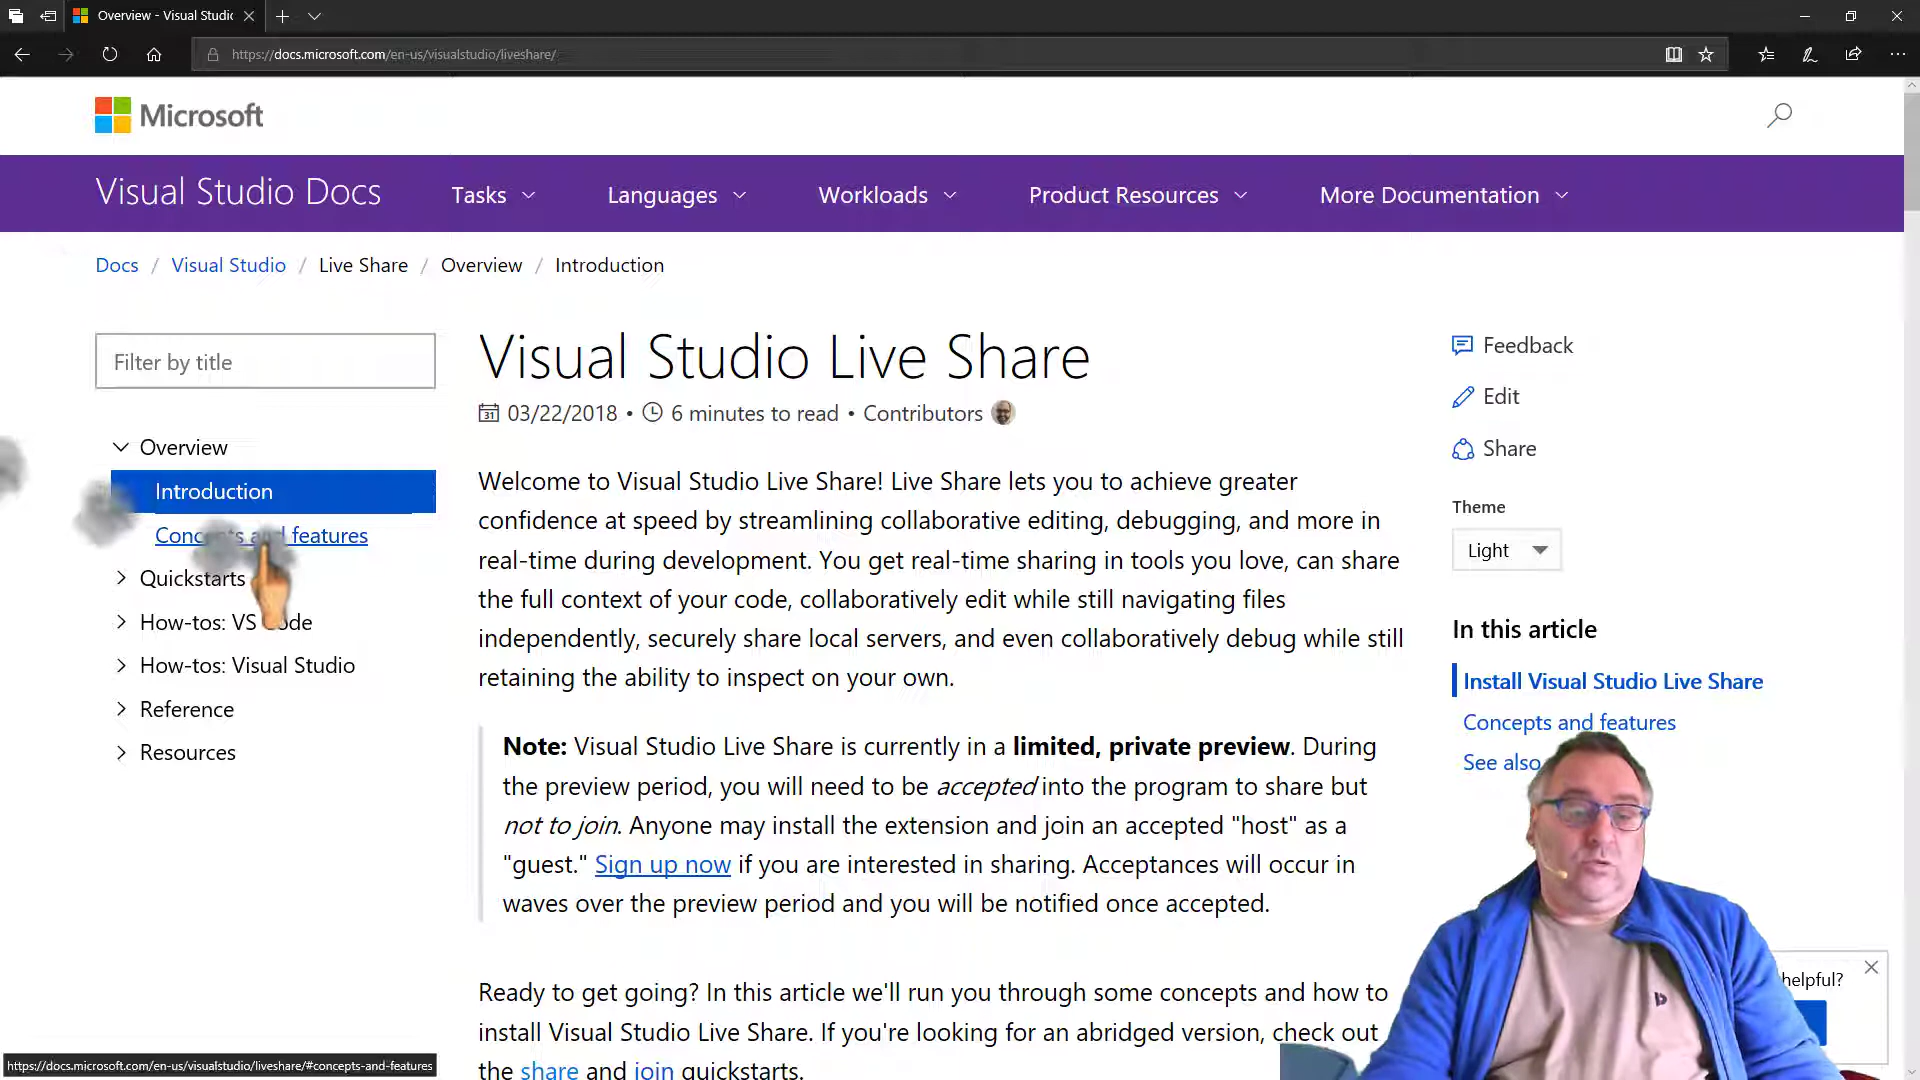 Overview - Visual Studio
https://docs.microsoft.com/en-us/visualstudio/liveshare/
Microsoft
Visual Studio Docs
Tasks
Languages
Workloads
Product Resources
More Documentation
Docs / Visual Studio / Live Share / Overview / Introduction
Filter by title
Overview
Introduction
Concepts and features
Quickstarts
How-tos: VS Code
How-tos: Visual Studio
Reference
Resources
Visual Studio Live Share
03/22/2018 • 6 minutes to read • Contributors
Welcome to Visual Studio Live Share! Live Share lets you to achieve greater
confidence at speed by streamlining collaborative editing, debugging, and more in
real-time during development. You get real-time sharing in tools you love, can share
the full context of your code, collaboratively edit while still navigating files
independently, securely share local servers, and even collaboratively debug while still
retaining the ability to inspect on your own.
Note: Visual Studio Live Share is currently in a limited, private preview. During
the preview period, you will need to be accepted into the program to share but
not to join. Anyone may install the extension and join an accepted "host" as a
"guest." Sign up now if you are interested in sharing. Acceptances will occur in
waves over the preview period and you will be notified once accepted.
Ready to get going? In this article we'll run you through some concepts and how to
install Visual Studio Live Share. If you're looking for an abridged version, check out
the share and join quickstarts.
Feedback
Edit
Share
Theme
Light
In this article
Install Visual Studio Live Share
Concepts and features
See also
helpful?
https://docs.microsoft.com/en-us/visualstudio/liveshare/#concepts-and-features